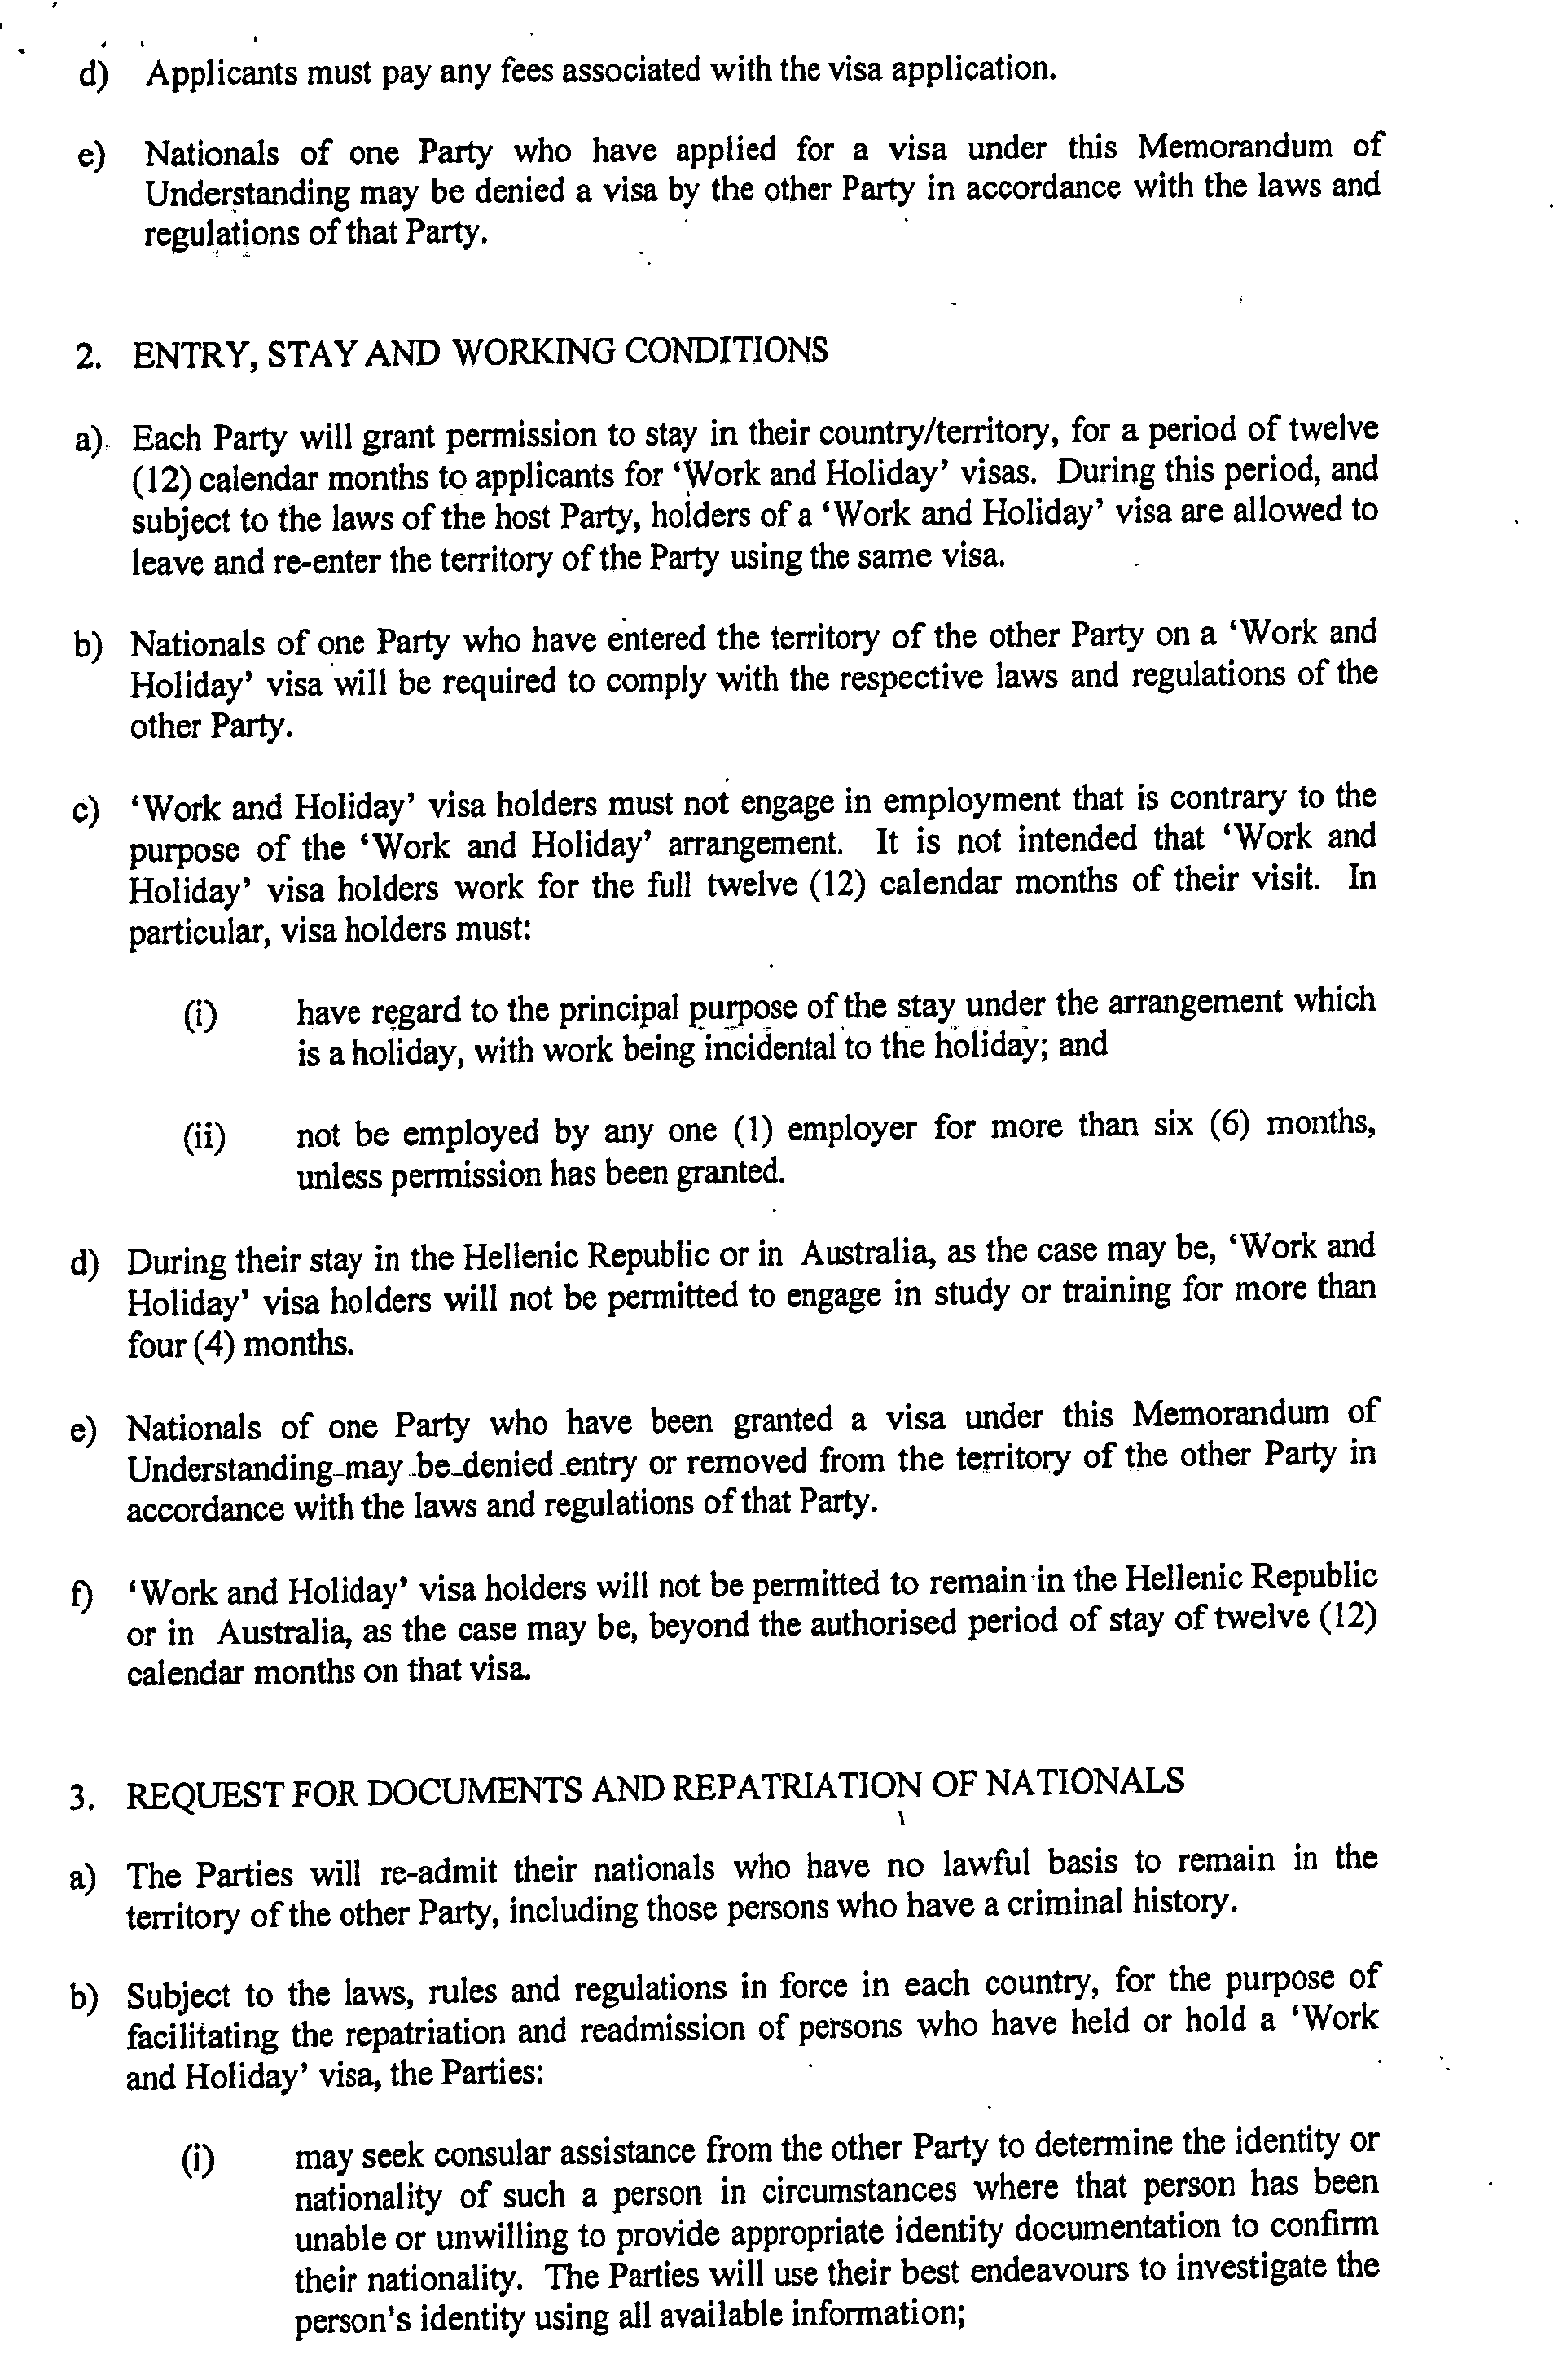 d) Applicants must pay any fees associated with the visa application.
e) Nationals of one Party who have applied for a visa under this Memorandum of
Understanding may be denied a visa by the other Party in accordance with the laws and
regulations of that Party.
2. ENTRY, STAY AND WORKING CONDITIONS
a) Each Party will grant permission to stay in their country/territory, for a period of twelve
(12) calendar months to applicants for ‘Work and Holiday’ visas. During this period, and
subject to the laws of the host Party, holders of a ‘Work and Holiday’ visa are allowed to
leave and re-enter the territory of the Party using the same visa.
b) Nationals of one Party who have entered the territory of the other Party on a ‘Work and
Holiday’ visa will be required to comply with the respective laws and regulations of the
other Party.
c) ‘Work and Holiday’ visa holders must not engage in employment that is contrary to the
purpose of the ‘Work and Holiday’ arrangement. It is not intended that ‘Work and
Holiday’ visa holders work for the full twelve (12) calendar months of their visit. In
particular, visa holders must:
(i) have regard to the principal purpose of the stay under the arrangement which
is a holiday, with work being incidental to the holiday; and
(ii) not be employed by any one (1) employer for more than six (6) months,
unless permission has been granted.
d) During their stay in the Hellenic Republic or in Australia, as the case may be, ‘Work and
Holiday’ visa holders will not be permitted to engage in study or training for more than
four (4) months.
e) Nationals of one Party who have been granted a visa under this Memorandum of
Understanding may be denied entry or removed from the territory of the other Party in
accordance with the laws and regulations of that Party.
f) ‘Work and Holiday’ visa holders will not be permitted to remain in the Hellenic Republic
or in Australia, as the case may be, beyond the authorised period of stay of twelve (12)
calendar months on that visa.
3. REQUEST FOR DOCUMENTS AND REPATRIATION OF NATIONALS
a) The Parties will re-admit their nationals who have no lawful basis to remain in the
territory of the other Party, including those persons who have a criminal history.
b) Subject to the laws, rules and regulations in force in each country, for the purpose of
facilitating the repatriation and readmission of persons who have held or hold a ‘Work
and Holiday’ visa, the Parties:
(i) may seek consular assistance from the other Party to determine the identity or
nationality of such a person in circumstances where that person has been
unable or unwilling to provide appropriate identity documentation to confirm
their nationality. The Parties will use their best endeavours to investigate the
person's identity using all available information;